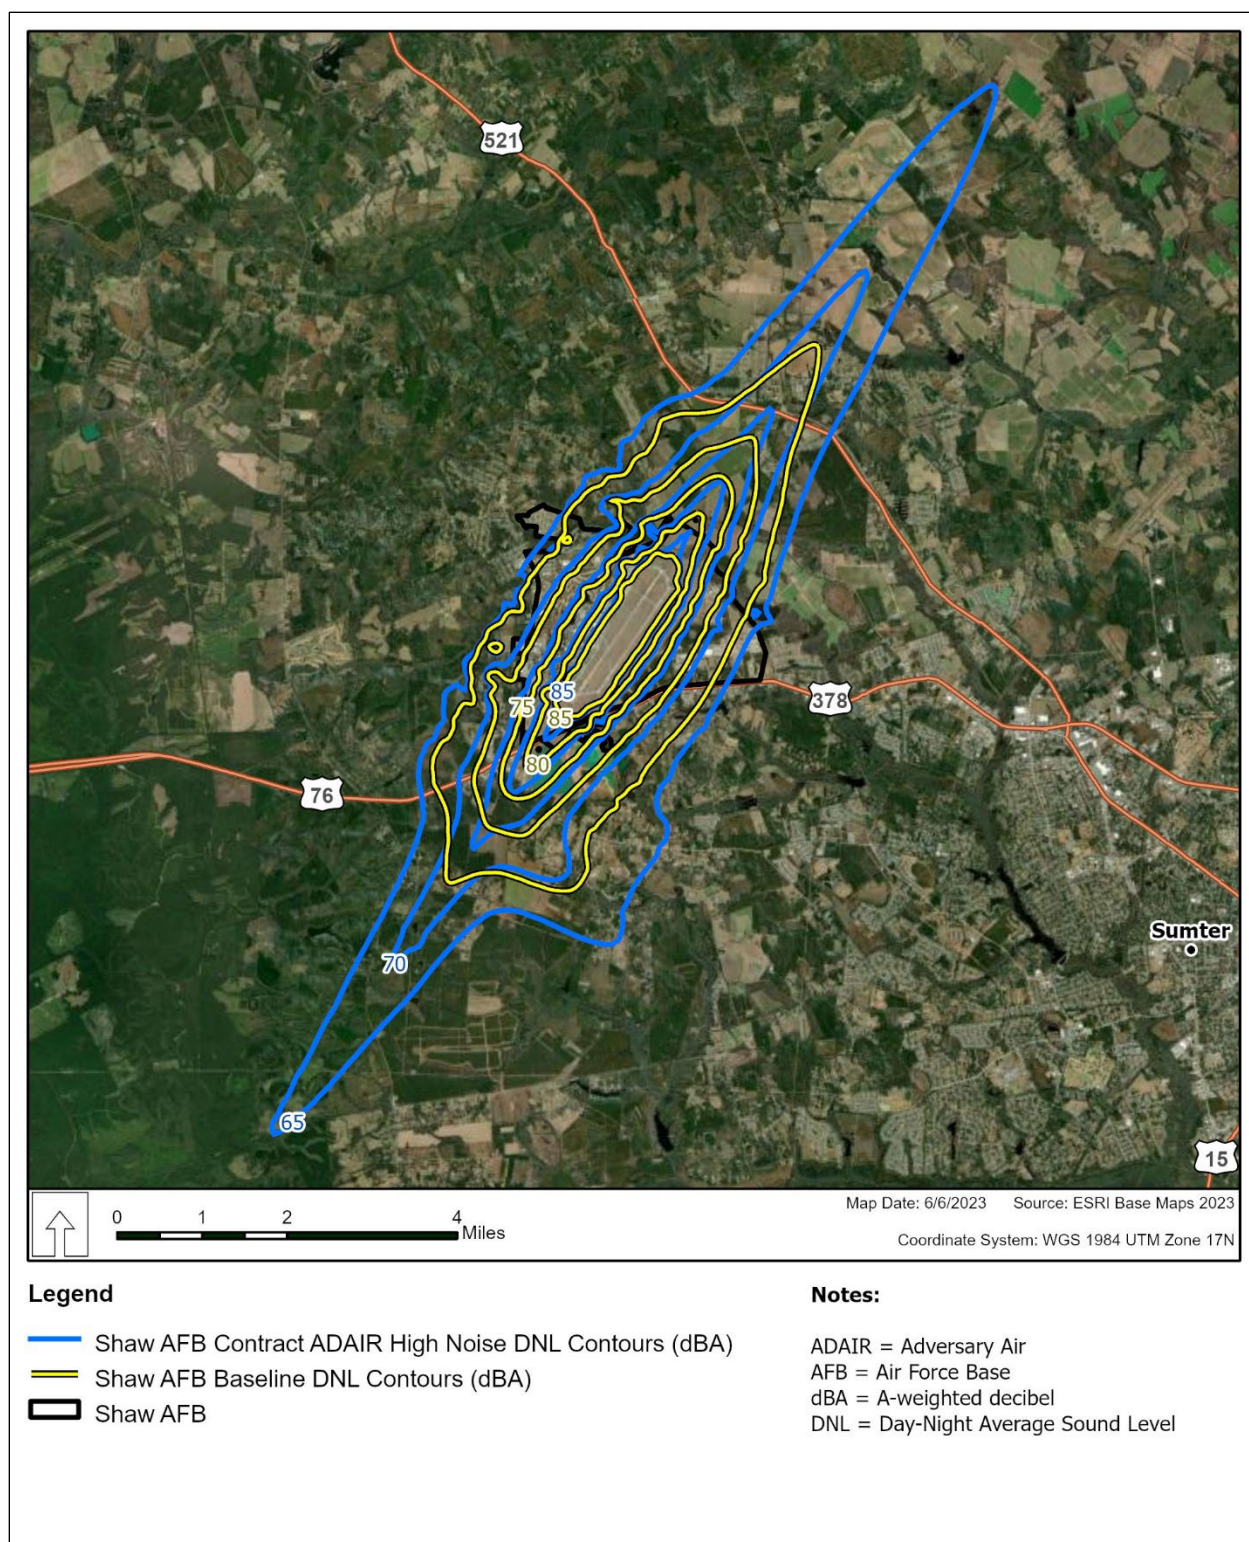 521
85
75
85
378
80
76
Sumter
70
65
15
0 1 2 4
Miles
Map Date: 6/6/2023 Source: ESRI Base Maps 2023
Coordinate System: WGS 1984 UTM Zone 17N
Legend
Shaw AFB Contract ADAIR High Noise DNL Contours (dBA)
Shaw AFB Baseline DNL Contours (dBA)
Shaw AFB
Notes:
ADAIR = Adversary Air
AFB = Air Force Base
dBA = A-weighted decibel
DNL = Day-Night Average Sound Level